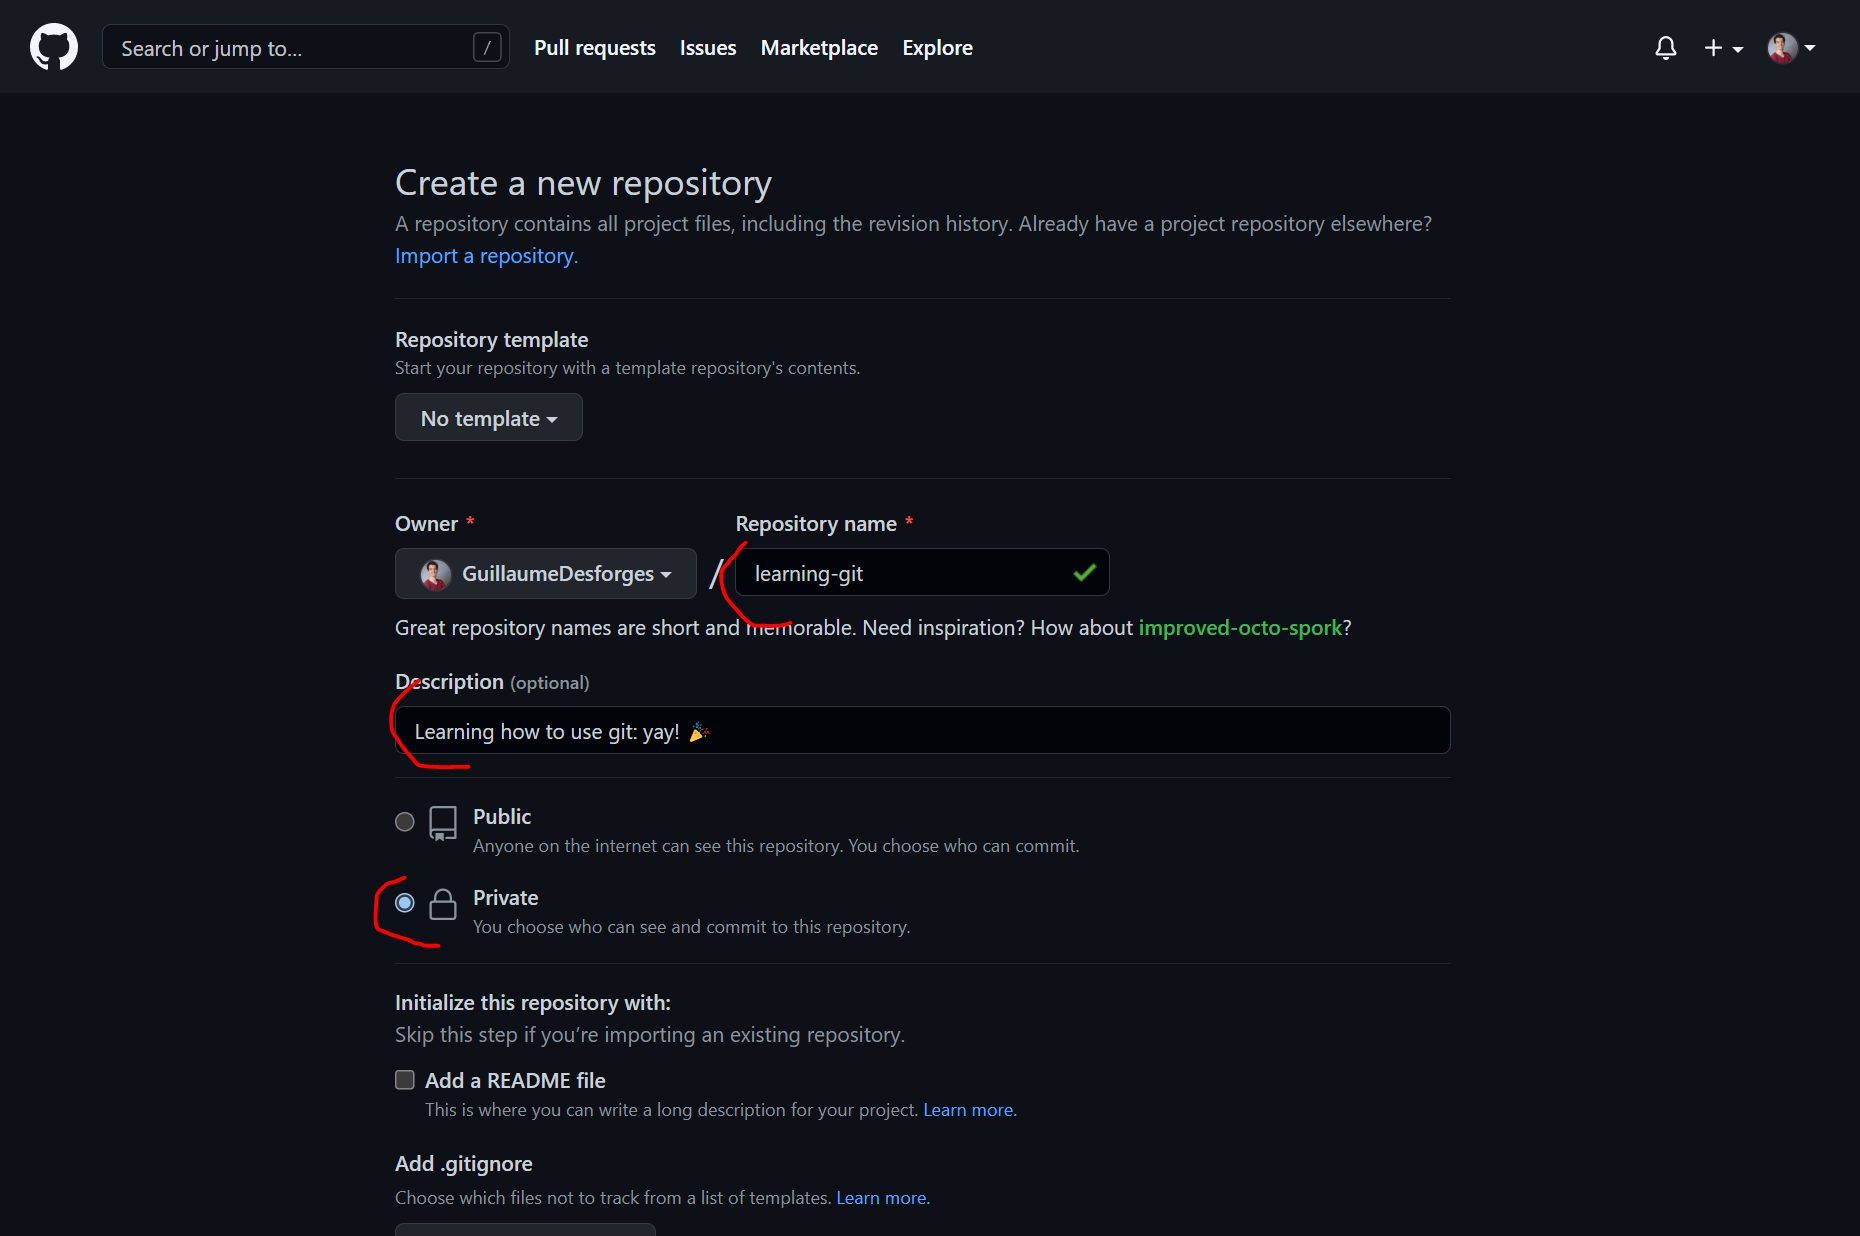 Search or jump to... / Pull requests Issues Marketplace Explore
Create a new repository
A repository contains all project files, including the revision history. Already have a project repository elsewhere?
Import a repository.
Repository template
Start your repository with a template repository's contents.
No template
Owner * Repository name *
GuillaumeDesforges / learning-git
Great repository names are short and memorable. Need inspiration? How about improved-octo-spork?
Description (optional)
Learning how to use git: yay! 🎉
Public
Anyone on the internet can see this repository. You choose who can commit.
Private
You choose who can see and commit to this repository.
Initialize this repository with:
Skip this step if you’re importing an existing repository.
Add a README file
This is where you can write a long description for your project. Learn more.
Add .gitignore
Choose which files not to track from a list of templates. Learn more.